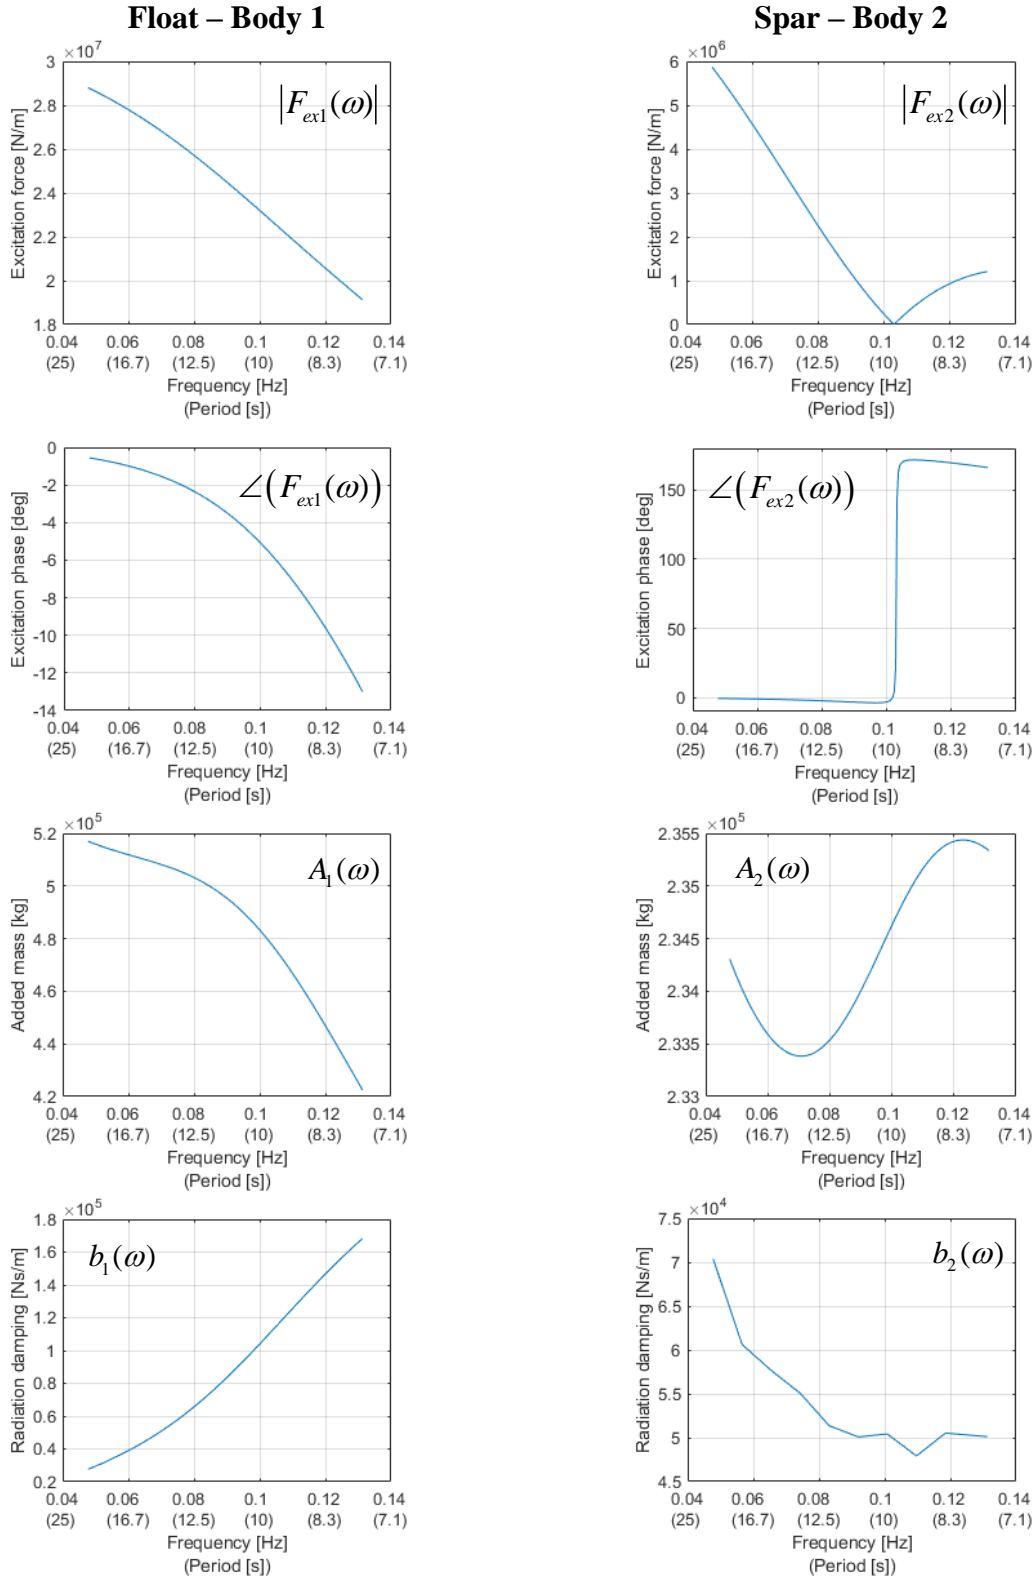 Float – Body 1
Spar – Body 2
×10⁷
3
2.8
2.6
2.4
2.2
2
1.8
Excitation force [N/m]
|F_ex1(ω)|
0.04 0.06 0.08 0.1 0.12 0.14
(25) (16.7) (12.5) (10) (8.3) (7.1)
Frequency [Hz]
(Period [s])
×10⁶
6
5
4
3
2
1
0
Excitation force [N/m]
|F_ex2(ω)|
0.04 0.06 0.08 0.1 0.12 0.14
(25) (16.7) (12.5) (10) (8.3) (7.1)
Frequency [Hz]
(Period [s])
0
-2
-4
-6
-8
-10
-12
-14
Excitation phase [deg]
∠(F_ex1(ω))
0.04 0.06 0.08 0.1 0.12 0.14
(25) (16.7) (12.5) (10) (8.3) (7.1)
Frequency [Hz]
(Period [s])
150
100
50
0
Excitation phase [deg]
∠(F_ex2(ω))
0.04 0.06 0.08 0.1 0.12 0.14
(25) (16.7) (12.5) (10) (8.3) (7.1)
Frequency [Hz]
(Period [s])
×10⁵
5.2
5
4.8
4.6
4.4
4.2
Added mass [kg]
A₁(ω)
0.04 0.06 0.08 0.1 0.12 0.14
(25) (16.7) (12.5) (10) (8.3) (7.1)
Frequency [Hz]
(Period [s])
×10⁵
2.355
2.35
2.345
2.34
2.335
2.33
Added mass [kg]
A₂(ω)
0.04 0.06 0.08 0.1 0.12 0.14
(25) (16.7) (12.5) (10) (8.3) (7.1)
Frequency [Hz]
(Period [s])
×10⁵
1.8
1.6
1.4
1.2
1
0.8
0.6
0.4
0.2
Radiation damping [Ns/m]
b₁(ω)
0.04 0.06 0.08 0.1 0.12 0.14
(25) (16.7) (12.5) (10) (8.3) (7.1)
Frequency [Hz]
(Period [s])
×10⁴
7.5
7
6.5
6
5.5
5
4.5
Radiation damping [Ns/m]
b₂(ω)
0.04 0.06 0.08 0.1 0.12 0.14
(25) (16.7) (12.5) (10) (8.3) (7.1)
Frequency [Hz]
(Period [s])